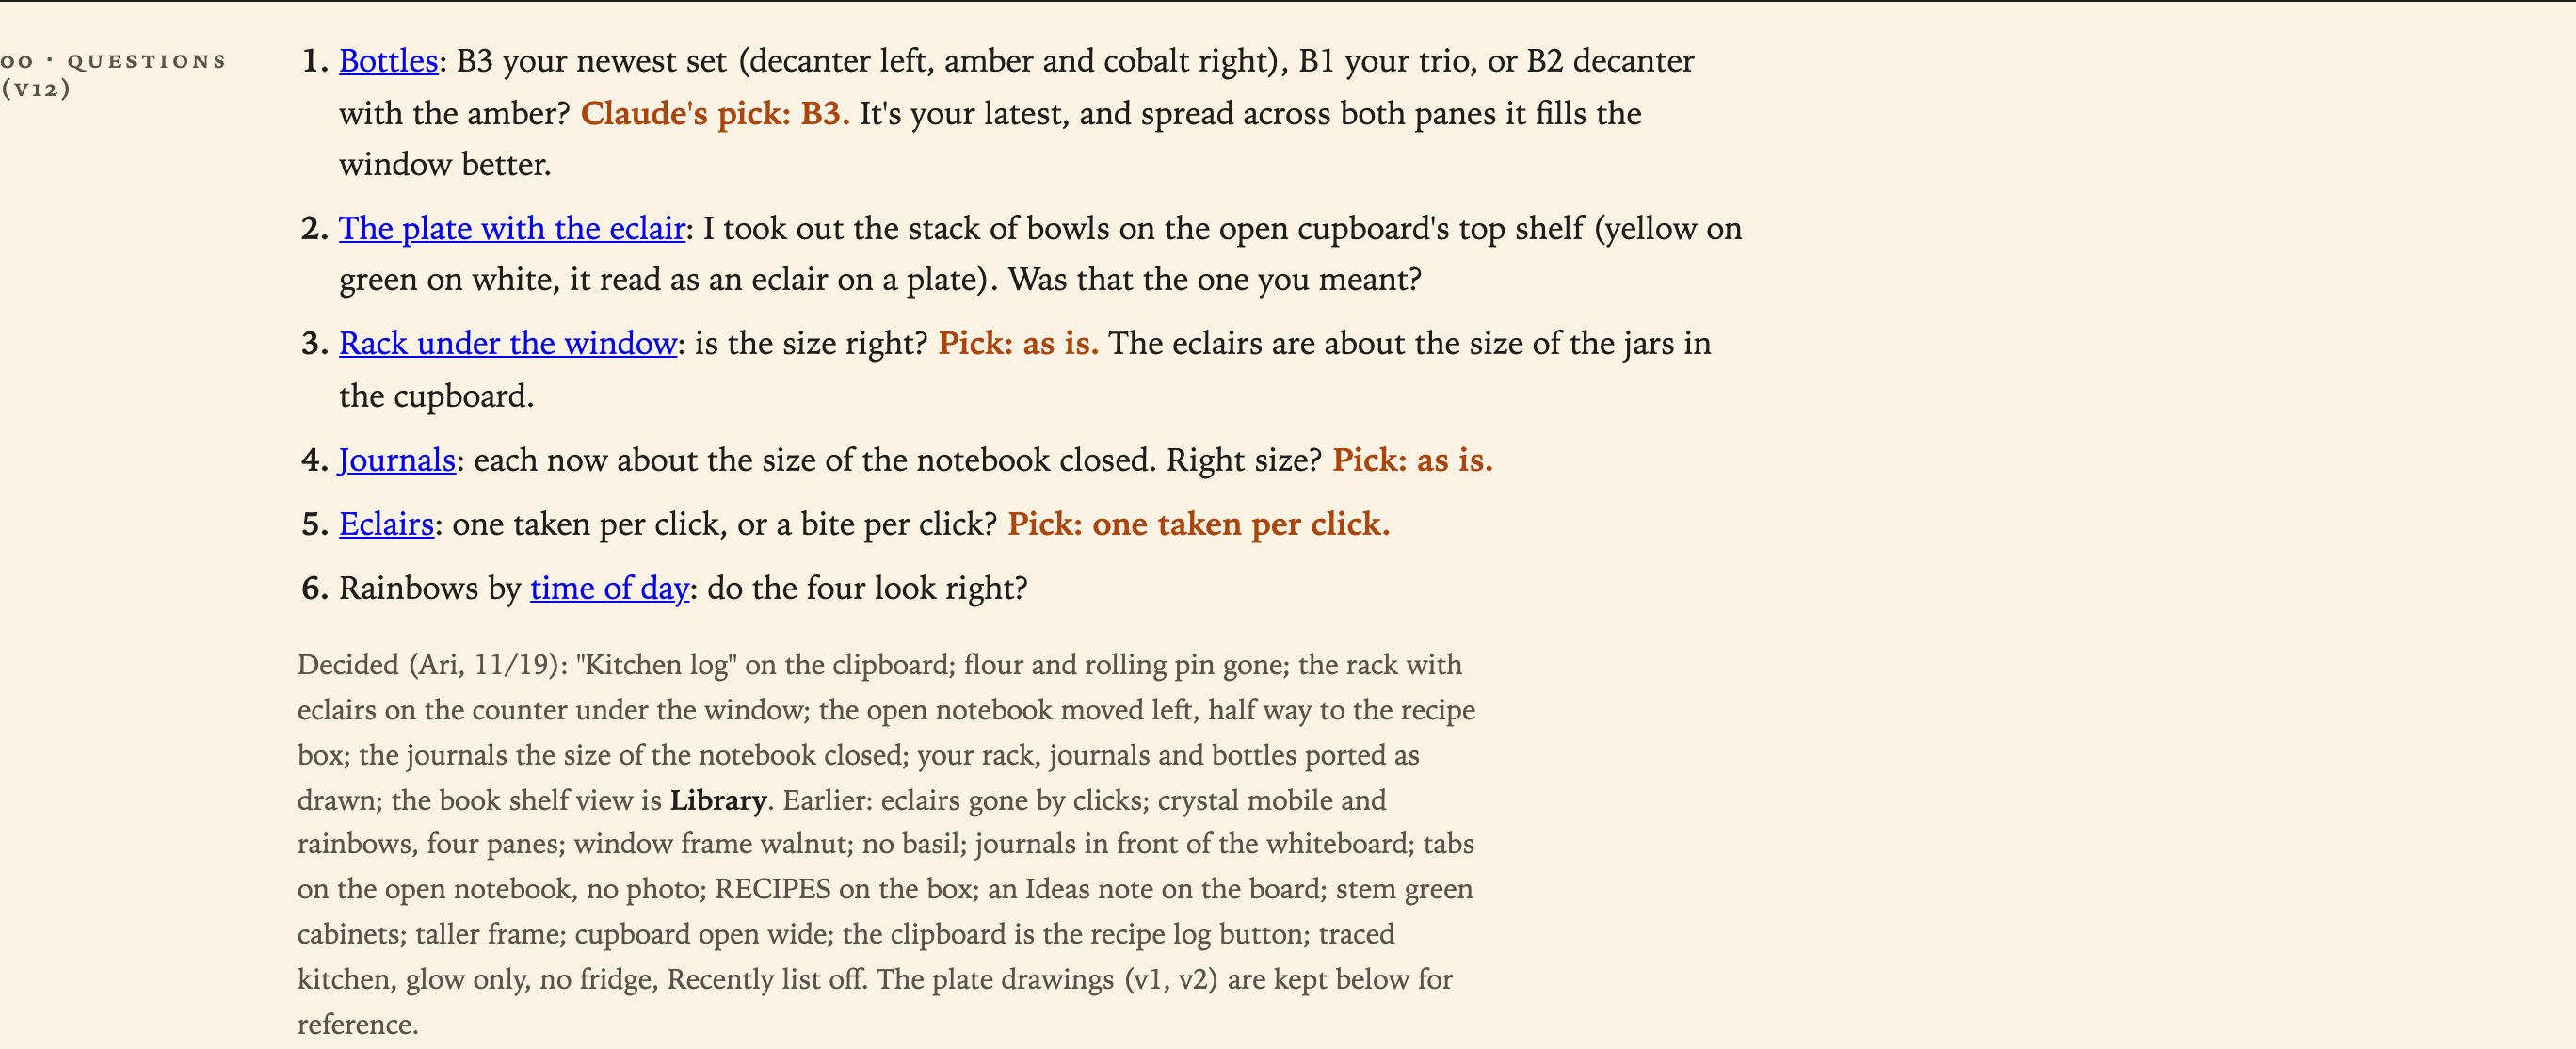 00 · QUESTIONS
(V12)
1. Bottles: B3 your newest set (decanter left, amber and cobalt right), B1 your trio, or B2 decanter
with the amber? Claude's pick: B3. It's your latest, and spread across both panes it fills the
window better.
2. The plate with the eclair: I took out the stack of bowls on the open cupboard's top shelf (yellow on
green on white, it read as an eclair on a plate). Was that the one you meant?
3. Rack under the window: is the size right? Pick: as is. The eclairs are about the size of the jars in
the cupboard.
4. Journals: each now about the size of the notebook closed. Right size? Pick: as is.
5. Eclairs: one taken per click, or a bite per click? Pick: one taken per click.
6. Rainbows by time of day: do the four look right?
Decided (Ari, 11/19): "Kitchen log" on the clipboard; flour and rolling pin gone; the rack with
eclairs on the counter under the window; the open notebook moved left, half way to the recipe
box; the journals the size of the notebook closed; your rack, journals and bottles ported as
drawn; the book shelf view is Library. Earlier: eclairs gone by clicks; crystal mobile and
rainbows, four panes; window frame walnut; no basil; journals in front of the whiteboard; tabs
on the open notebook, no photo; RECIPES on the box; an Ideas note on the board; stem green
cabinets; taller frame; cupboard open wide; the clipboard is the recipe log button; traced
kitchen, glow only, no fridge, Recently list off. The plate drawings (v1, v2) are kept below for
reference.